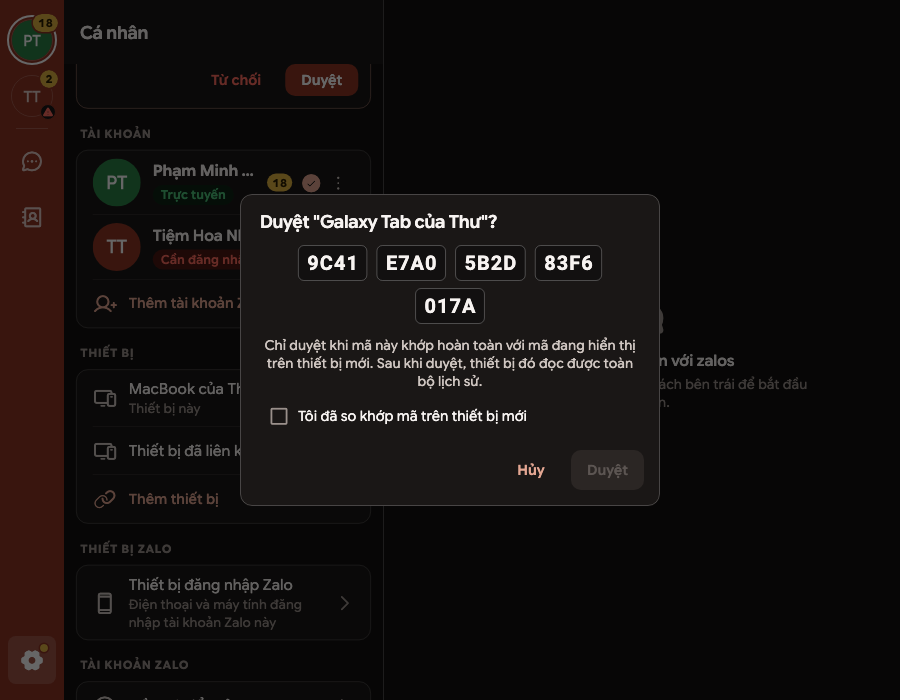 18
PT
2
TT
Cá nhân
Từ chối
Duyệt
TÀI KHOẢN
PT
Phạm Minh ...
18
Trực tuyến
TT
Tiệm Hoa
Cần đăng
Thêm tài khoản
THIẾT BỊ
MacBook của
Thiết bị này
Thiết bị đã liên
Thêm thiết bị
THIẾT BỊ ZALO
Thiết bị đăng nhập Zalo
Điện thoại và máy tính đăng
nhập tài khoản Zalo này
TÀI KHOẢN ZALO
Duyệt "Galaxy Tab của Thư"?
9C41 E7A0 5B2D 83F6
017A
Chỉ duyệt khi mã này khớp hoàn toàn với mã đang hiển thị
trên thiết bị mới. Sau khi duyệt, thiết bị đó đọc được toàn
bộ lịch sử.
Tôi đã so khớp mã trên thiết bị mới
Hủy
Duyệt
với zalos
bên trái để bắt đầu